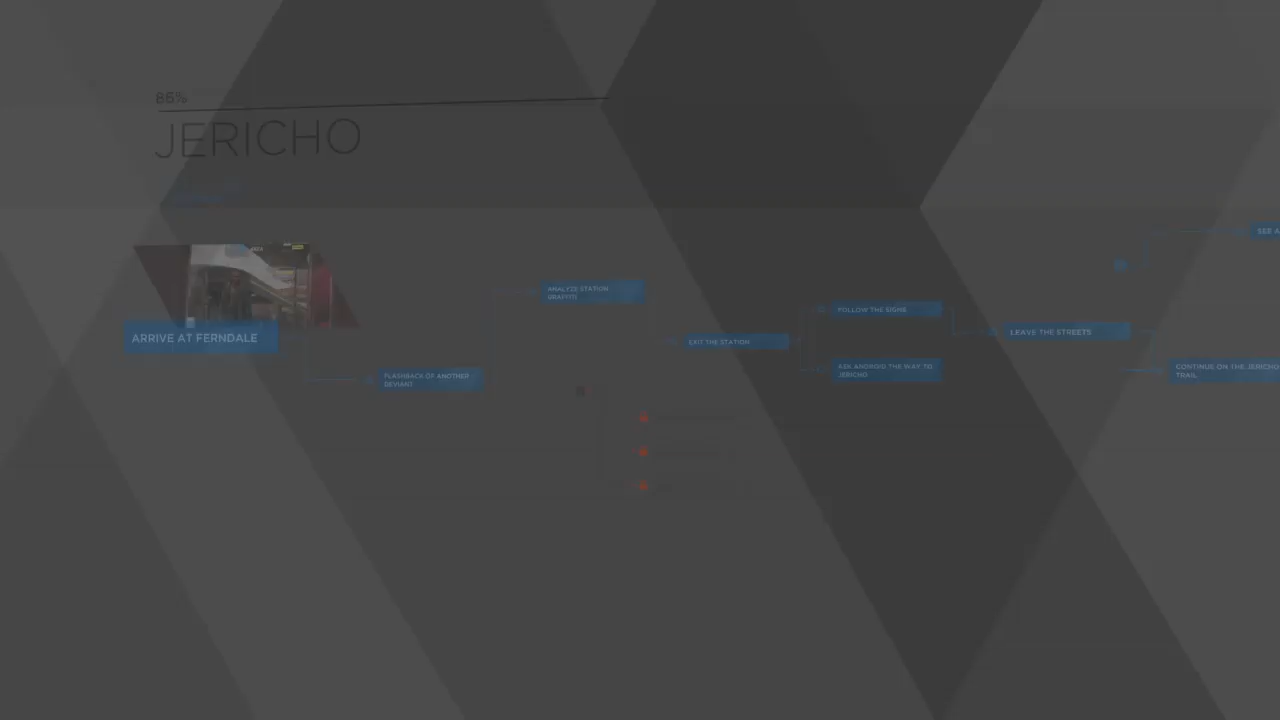 86%
JERICHO
SEE A
ANALYZE STATION
GRAFFITI
FOLLOW THE SIGNS
LEAVE THE STREETS
ARRIVE AT FERNDALE
EXIT THE STATION
ASK ANDROID THE WAY TO
JERICHO
CONTINUE ON THE JERICHO
TRAIL
FLASHBACK OF ANOTHER
DEVIANT